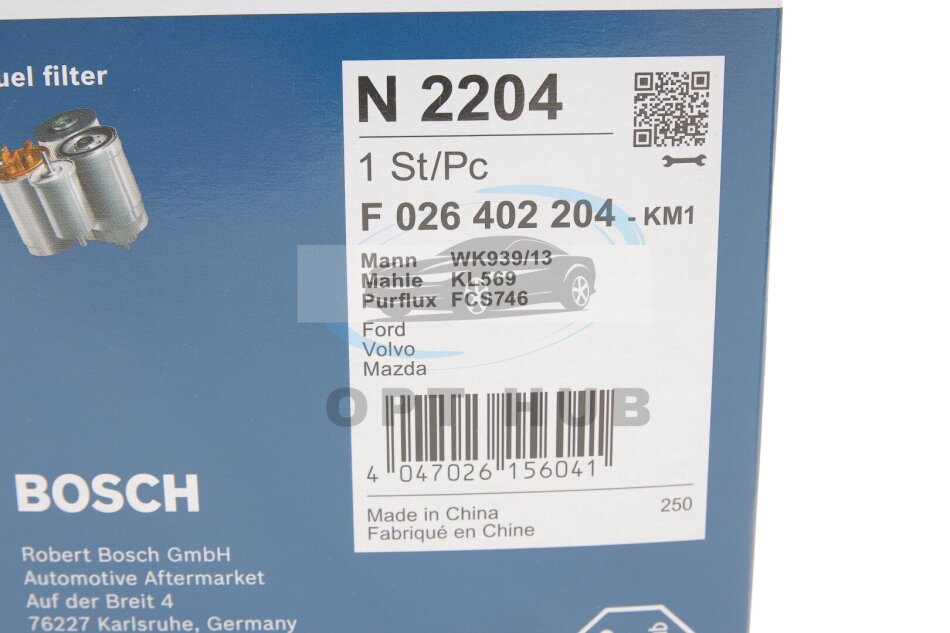 fuel filter
N 2204
1 St/Pc
F 026 402 204 - KM1
Mann WK939/13
Mahle KL569
Purflux FCS746
Ford
Volvo
Mazda
OPT HUB
4 047026 156041
Made in China 250
Fabriqué en Chine
BOSCH
Robert Bosch GmbH
Automotive Aftermarket
Auf der Breit 4
76227 Karlsruhe, Germany